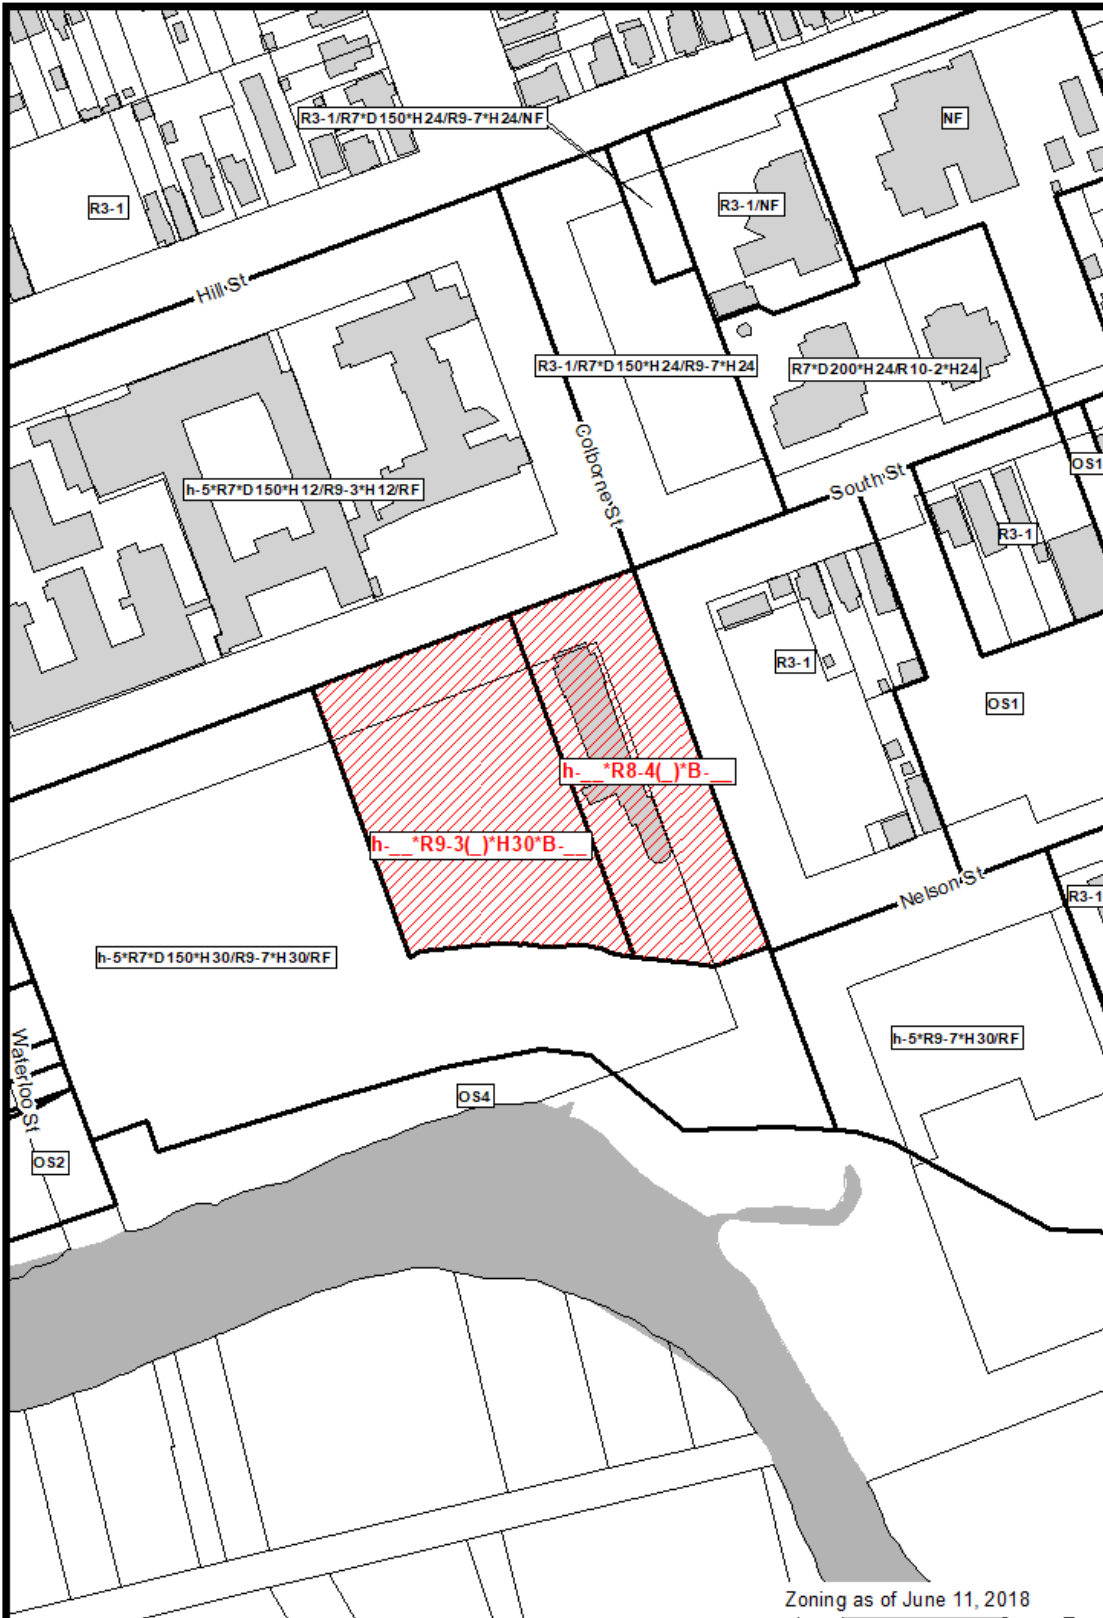 R3-1/R7*D150*H24/R9-7*H24/NF
NF
R3-1
R3-1/NF
Hill St
R3-1/R7*D150*H24/R9-7*H24
R7*D200*H24/R10-2*H24
Colborne St
South St
OS1
h-5*R7*D150*H12/R9-3*H12/RF
R3-1
R3-1
OS1
h-__*R8-4(_)*B-__
h-__*R9-3(_)*H30*B-__
Nelson St
R3-1
h-5*R7*D150*H30/R9-7*H30/RF
h-5*R9-7*H30/RF
Waterloo St
OS4
OS2
Zoning as of June 11, 2018